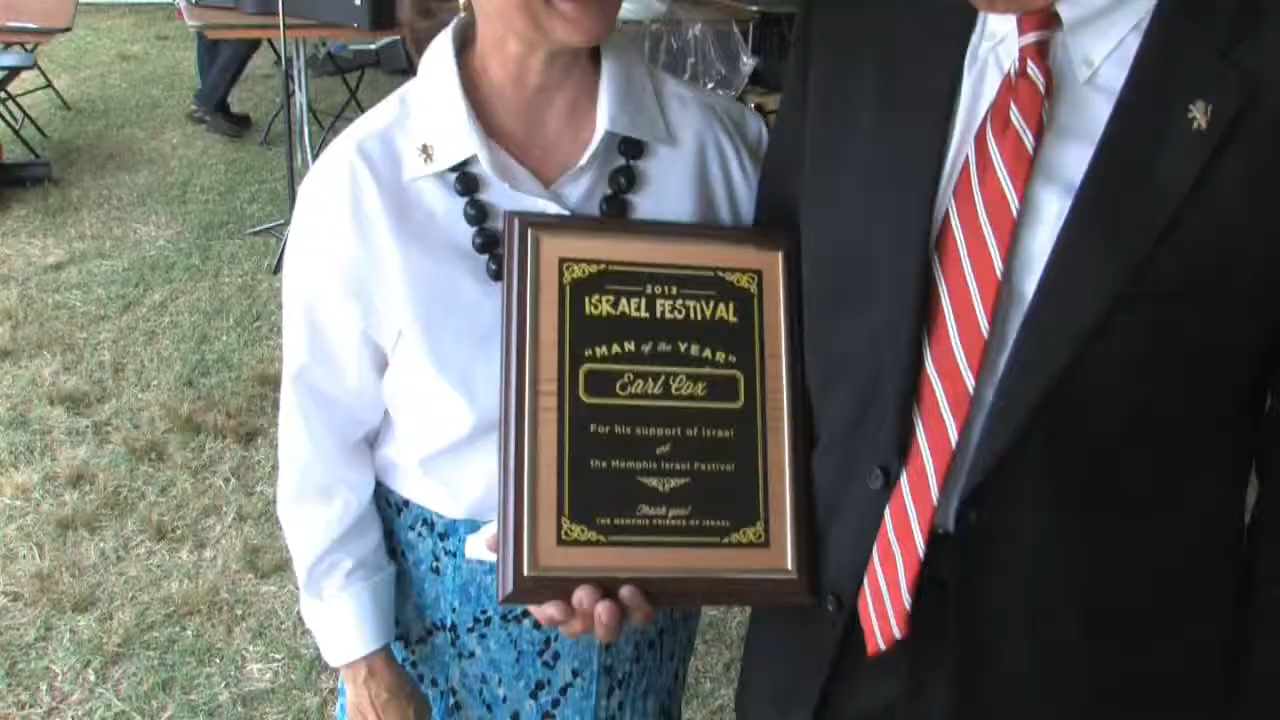 2013
ISRAEL FESTIVAL
"MAN of the YEAR"
Earl Cox
For his support of Israel
and
the Memphis Israel Festival
Thank you!
THE MEMPHIS FRIENDS OF ISRAEL